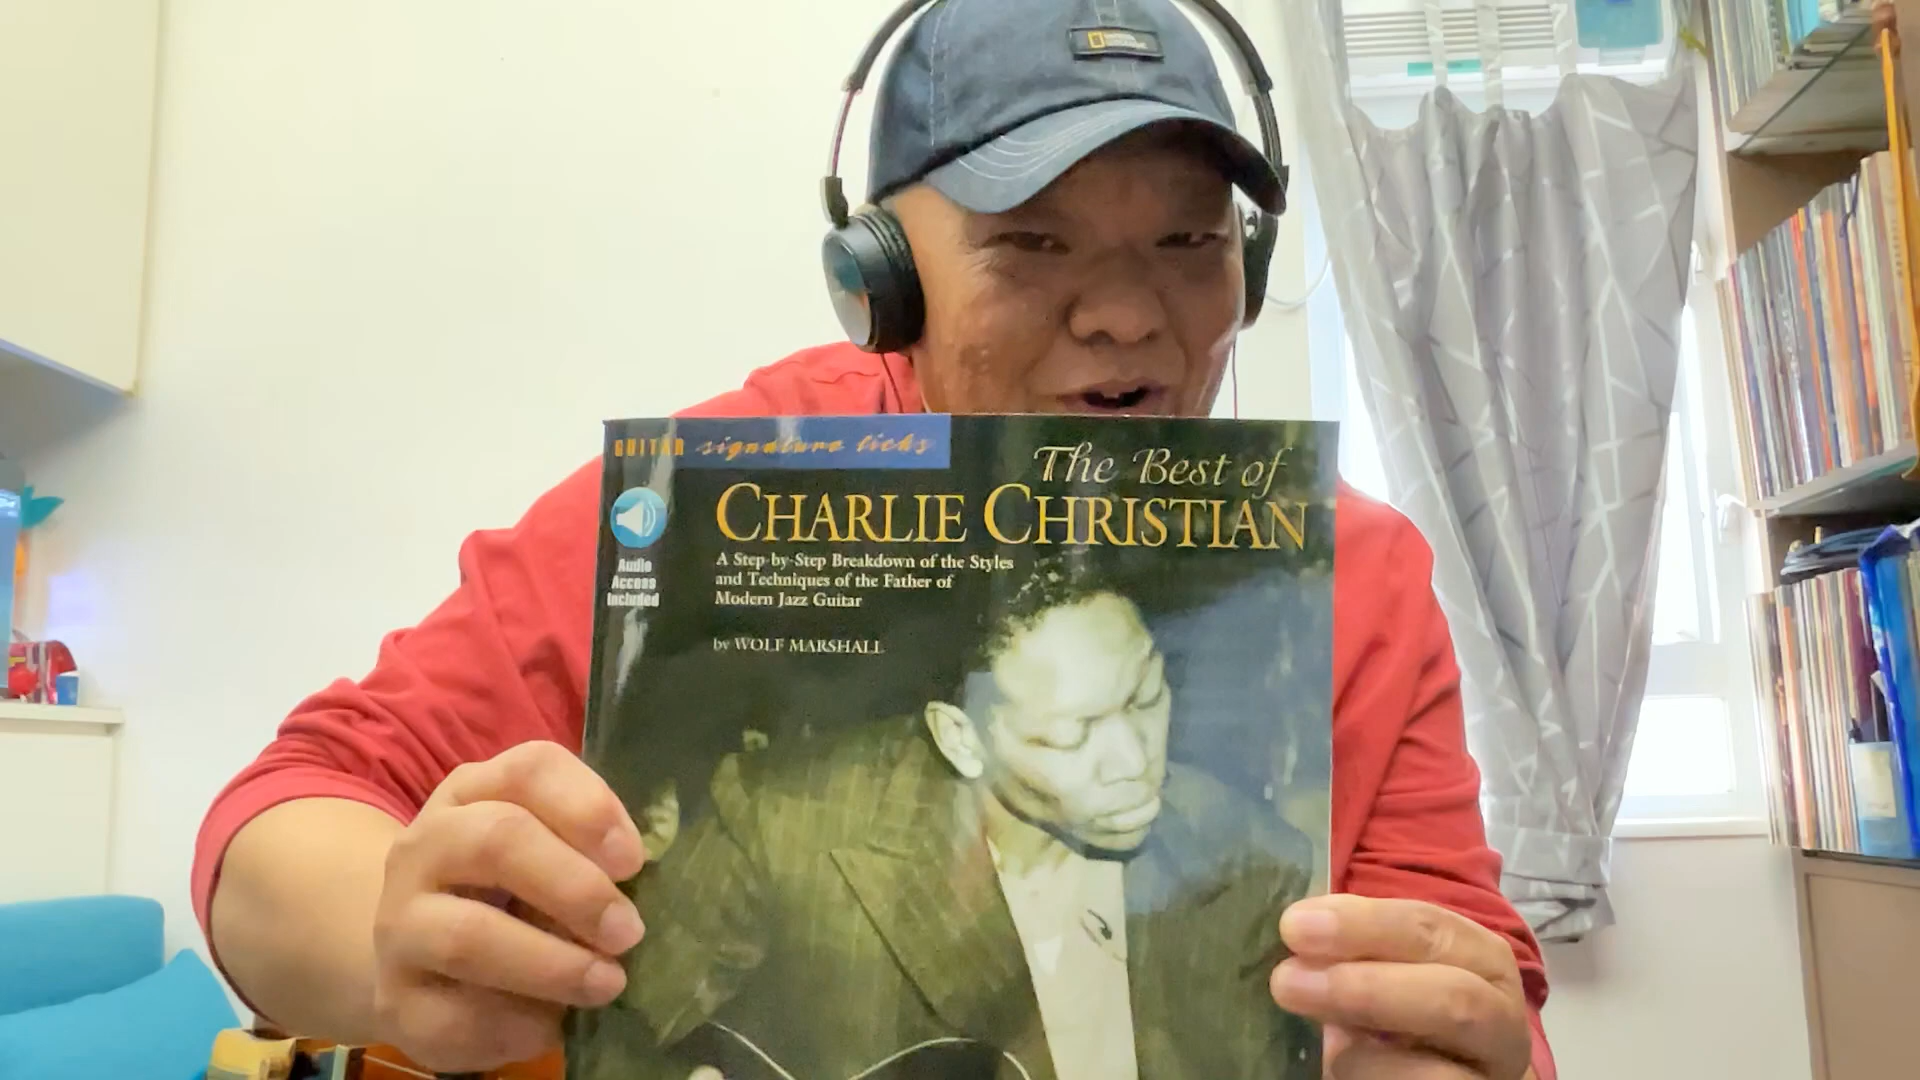 GUITAR signature licks
The Best of
CHARLIE CHRISTIAN
A Step-by-Step Breakdown of the Styles
and Techniques of the Father of
Modern Jazz Guitar
by WOLF MARSHALL
Audio
Access
Included